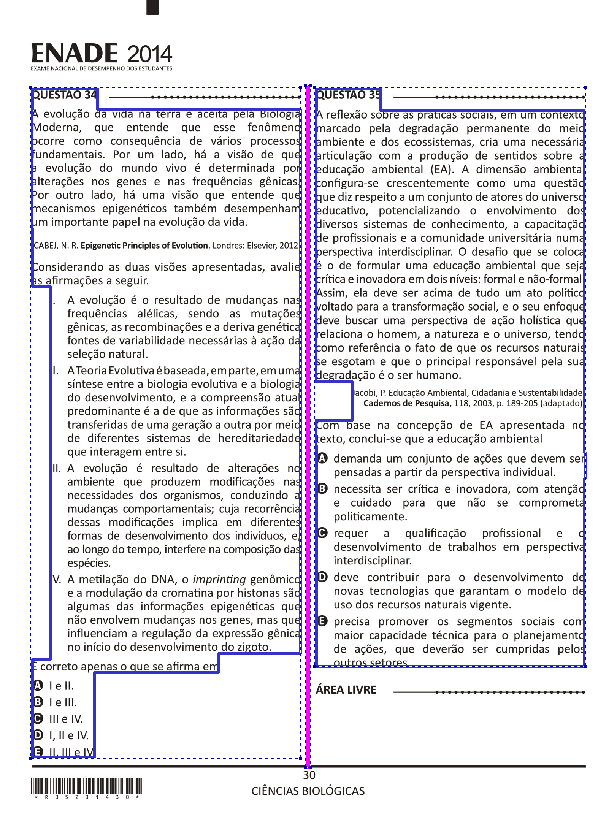 ENADE 2014
EXAME NACIONAL DE DESEMPENHO DOS ESTUDANTES
QUESTÃO 34
A evolução da vida na terra é aceita pela Biologia
Moderna, que entende que esse fenômeno
ocorre como consequência de vários processos
fundamentais. Por um lado, há a visão de que
a evolução do mundo vivo é determinada por
alterações nos genes e nas frequências gênicas.
Por outro lado, há uma visão que entende que
mecanismos epigenéticos também desempenham
um importante papel na evolução da vida.
CABEJ, N. R. Epigenetic Principles of Evolution. Londres: Elsevier, 2012
Considerando as duas visões apresentadas, avalie
as afirmações a seguir.
I. A evolução é o resultado de mudanças nas
frequências alélicas, sendo as mutações
gênicas, as recombinações e a deriva genética
fontes de variabilidade necessárias à ação da
seleção natural.
II. A Teoria Evolutiva é baseada, em parte, em uma
síntese entre a biologia evolutiva e a biologia
do desenvolvimento, e a compreensão atual
predominante é a de que as informações são
transferidas de uma geração a outra por meio
de diferentes sistemas de hereditariedade
que interagem entre si.
III. A evolução é resultado de alterações no
ambiente que produzem modificações nas
necessidades dos organismos, conduzindo a
mudanças comportamentais; cuja recorrência
dessas modificações implica em diferentes
formas de desenvolvimento dos indivíduos, e,
ao longo do tempo, interfere na composição das
espécies.
IV. A metilação do DNA, o imprinting genômico
e a modulação da cromatina por histonas são
algumas das informações epigenéticas que
não envolvem mudanças nos genes, mas que
influenciam a regulação da expressão gênica
no início do desenvolvimento do zigoto.
É correto apenas o que se afirma em
A I e II.
B I e III.
C III e IV.
D I, II e IV.
E II, III e IV.
QUESTÃO 35
A reflexão sobre as práticas sociais, em um contexto
marcado pela degradação permanente do meio
ambiente e dos ecossistemas, cria uma necessária
articulação com a produção de sentidos sobre a
educação ambiental (EA). A dimensão ambiental
configura-se crescentemente como uma questão
que diz respeito a um conjunto de atores do universo
educativo, potencializando o envolvimento dos
diversos sistemas de conhecimento, a capacitação
de profissionais e a comunidade universitária numa
perspectiva interdisciplinar. O desafio que se coloca
é o de formular uma educação ambiental que seja
crítica e inovadora em dois níveis: formal e não-formal.
Assim, ela deve ser acima de tudo um ato político
voltado para a transformação social, e o seu enfoque
deve buscar uma perspectiva de ação holística que
relaciona o homem, a natureza e o universo, tendo
como referência o fato de que os recursos naturais
se esgotam e que o principal responsável pela sua
degradação é o ser humano.
Jacobi, P. Educação Ambiental, Cidadania e Sustentabilidade.
Cadernos de Pesquisa, 118, 2003, p. 189-205 (adaptado)
Com base na concepção de EA apresentada no
texto, conclui-se que a educação ambiental
A demanda um conjunto de ações que devem ser
pensadas a partir da perspectiva individual.
B necessita ser crítica e inovadora, com atenção
e cuidado para que não se comprometa
politicamente.
C requer a qualificação profissional e o
desenvolvimento de trabalhos em perspectiva
interdisciplinar.
D deve contribuir para o desenvolvimento de
novas tecnologias que garantam o modelo de
uso dos recursos naturais vigente.
E precisa promover os segmentos sociais com
maior capacidade técnica para o planejamento
de ações, que deverão ser cumpridas pelos
outros setores
ÁREA LIVRE
30
CIÊNCIAS BIOLÓGICAS